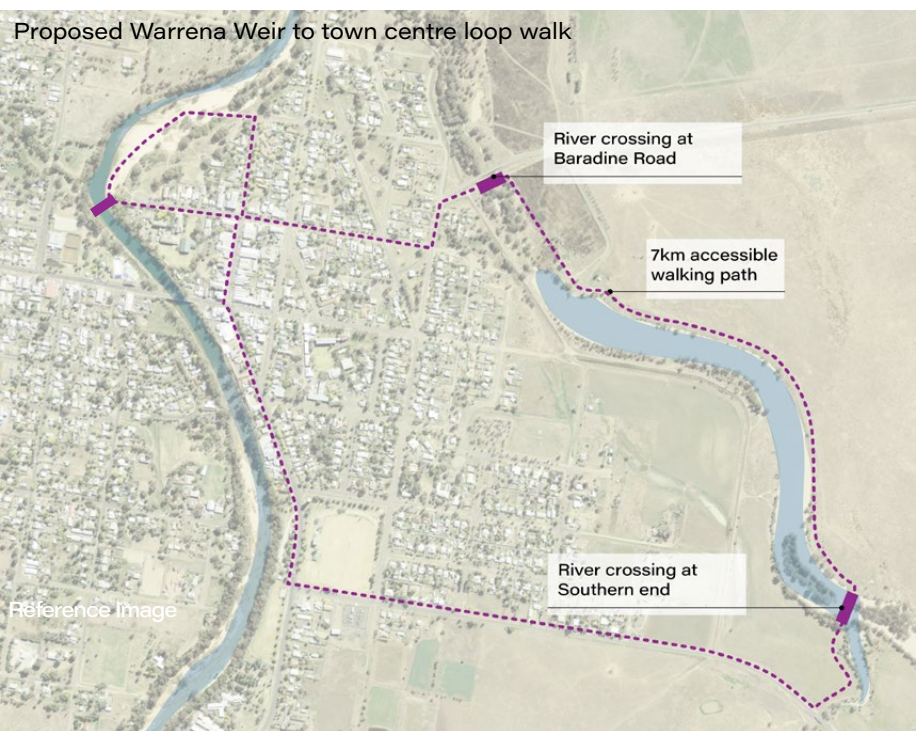 Proposed Warrena Weir to town centre loop walk
River crossing at
Baradine Road
7km accessible
walking path
River crossing at
Southern end
Reference Image